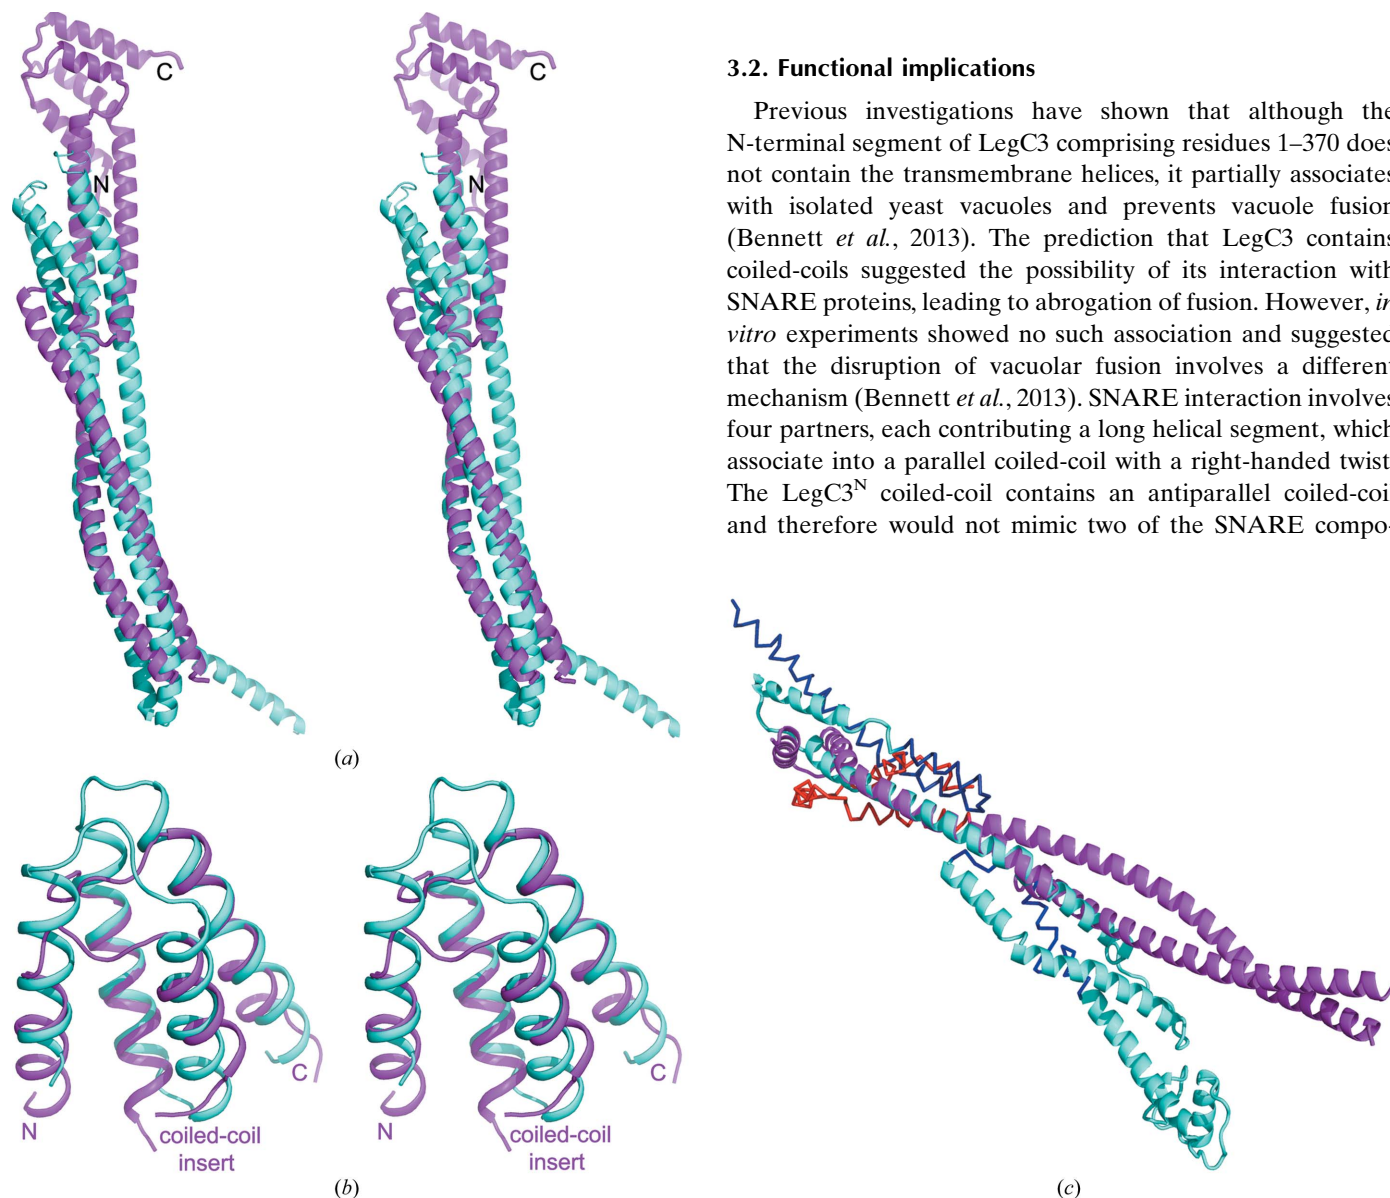 C
C
N
N
(a)
N
C
coiled-coil
insert
N
C
coiled-coil
insert
(b)
3.2. Functional implications
Previous investigations have shown that although the
N-terminal segment of LegC3 comprising residues 1–370 does
not contain the transmembrane helices, it partially associates
with isolated yeast vacuoles and prevents vacuole fusion
(Bennett et al., 2013). The prediction that LegC3 contains
coiled-coils suggested the possibility of its interaction with
SNARE proteins, leading to abrogation of fusion. However, in
vitro experiments showed no such association and suggested
that the disruption of vacuolar fusion involves a different
mechanism (Bennett et al., 2013). SNARE interaction involves
four partners, each contributing a long helical segment, which
associate into a parallel coiled-coil with a right-handed twist
The LegC3N coiled-coil contains an antiparallel coiled-coi
and therefore would not mimic two of the SNARE compo-
(c)